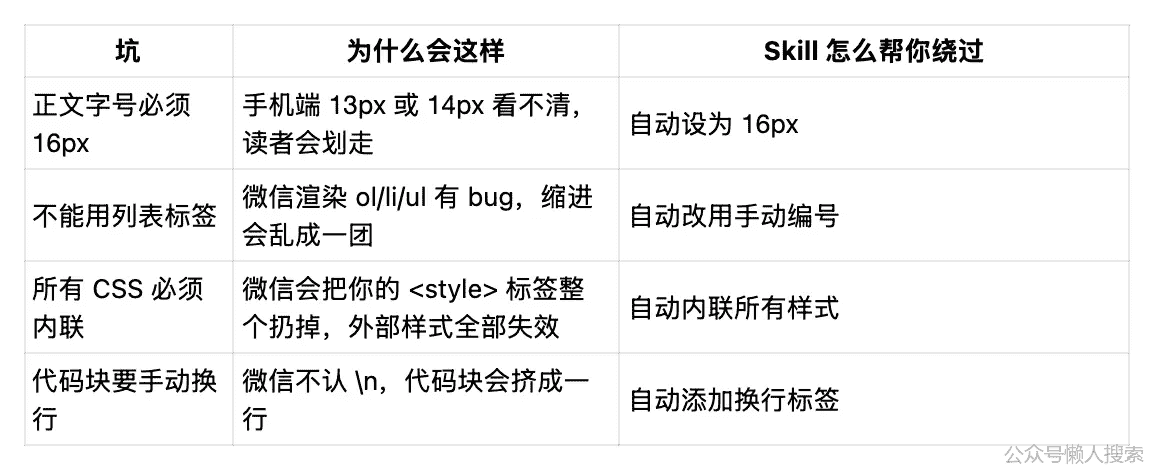 坑
为什么会这样
Skill 怎么帮你绕过
正文字号必须
16px
手机端 13px 或 14px 看不清，
读者会划走
自动设为 16px
不能用列表标签
微信渲染 ol/li/ul 有 bug，缩进
会乱成一团
自动改用手动编号
所有 CSS 必须
内联
微信会把你的 <style> 标签整
个扔掉，外部样式全部失效
自动内联所有样式
代码块要手动换
行
微信不认 \n，代码块会挤成一
行
自动添加换行标签
公众号懒人搜索